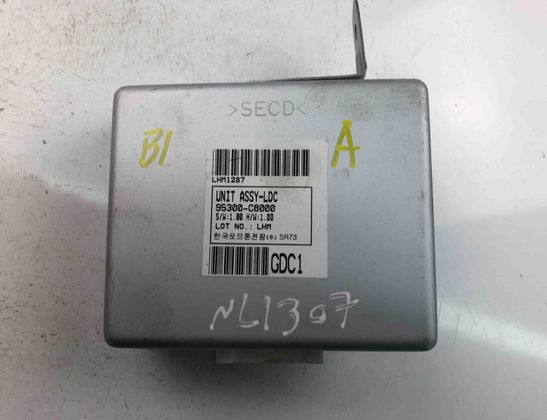 >SECD<
B1 A
LHM1287
UNIT ASSY-LDC
95300-C8000
S/W:1.00 H/W:1.00
LOT NO.: LHM
한국오므론전장(주) SA73
GDC1
NL1307